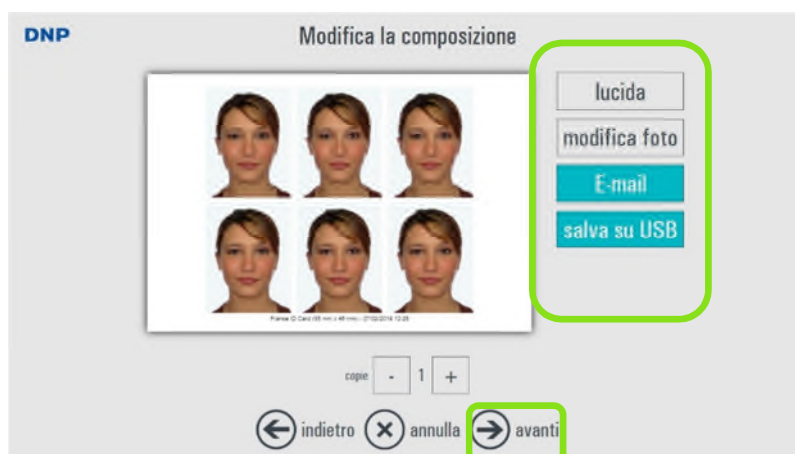 DNP
Modifica la composizione
lucida
modifica foto
E-mail
salva su USB
copie - 1 +
indietro annulla avanti